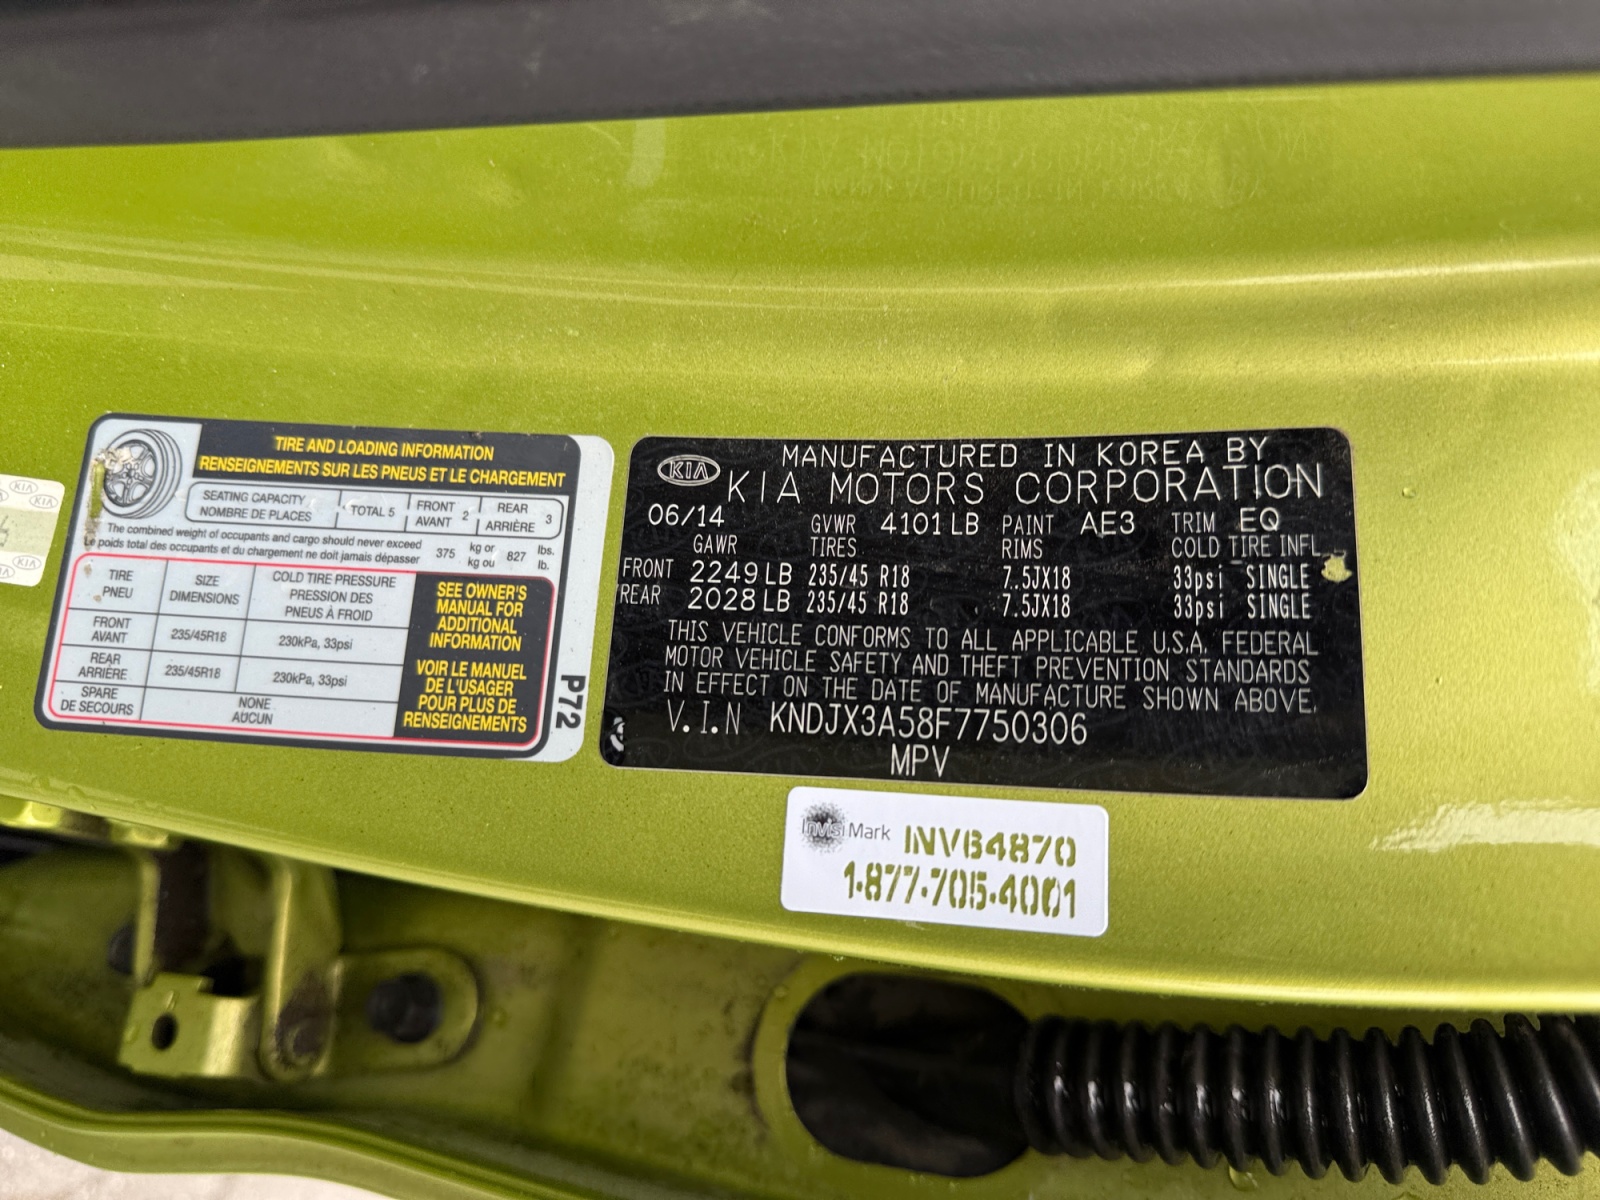 TIRE AND LOADING INFORMATION
RENSEIGNEMENTS SUR LES PNEUS ET LE CHARGEMENT
SEATING CAPACITY
NOMBRE DE PLACES
TOTAL 5
FRONT
AVANT
2
REAR
ARRIÈRE
3
The combined weight of occupants and cargo should never exceed
Le poids total des occupants et du chargement ne doit jamais dépasser
375
kg or
kg ou
827
lbs.
lb.
TIRE
PNEU
SIZE
DIMENSIONS
COLD TIRE PRESSURE
PRESSION DES
PNEUS À FROID
FRONT
AVANT
235/45R18
230kPa, 33psi
REAR
ARRIÈRE
235/45R18
230kPa, 33psi
SPARE
DE SECOURS
NONE
AUCUN
SEE OWNER'S
MANUAL FOR
ADDITIONAL
INFORMATION
VOIR LE MANUEL
DE L'USAGER
POUR PLUS DE
RENSEIGNEMENTS
P72
KIA
KIA
KIA
KIA
MANUFACTURED IN KOREA BY
KIA MOTORS CORPORATION
06/14 GVWR 4101LB PAINT AE3 TRIM EQ
GAWR TIRES RIMS COLD TIRE INFL.
FRONT 2249LB 235/45 R18 7.5JX18 33psi SINGLE
REAR 2028LB 235/45 R18 7.5JX18 33psi SINGLE
THIS VEHICLE CONFORMS TO ALL APPLICABLE U.S.A. FEDERAL
MOTOR VEHICLE SAFETY AND THEFT PREVENTION STANDARDS
IN EFFECT ON THE DATE OF MANUFACTURE SHOWN ABOVE.
V.I.N KNDJX3A58F7750306
MPV
InvisiMark INV64870
1-877-705-4001